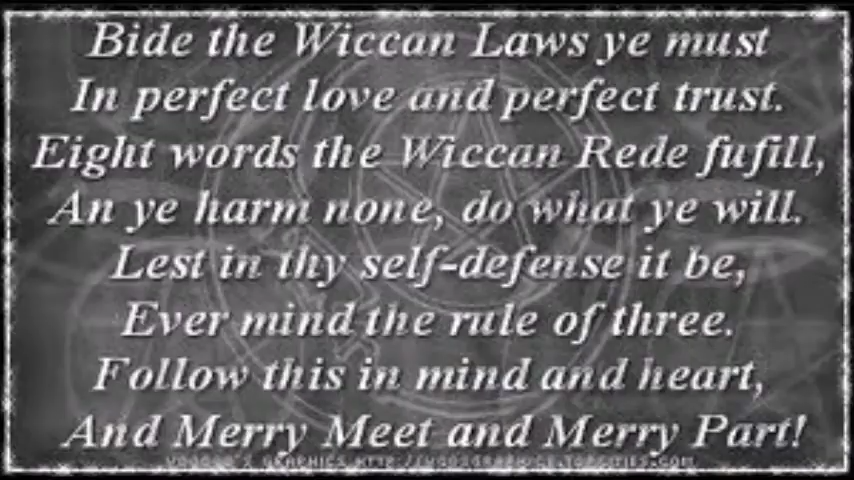 Bide the Wiccan Laws ye must
In perfect love and perfect trust.
Eight words the Wiccan Rede fufill,
An ye harm none, do what ye will.
Lest in thy self-defense it be,
Ever mind the rule of three.
Follow this in mind and heart,
And Merry Meet and Merry Part!
GRAPHICS